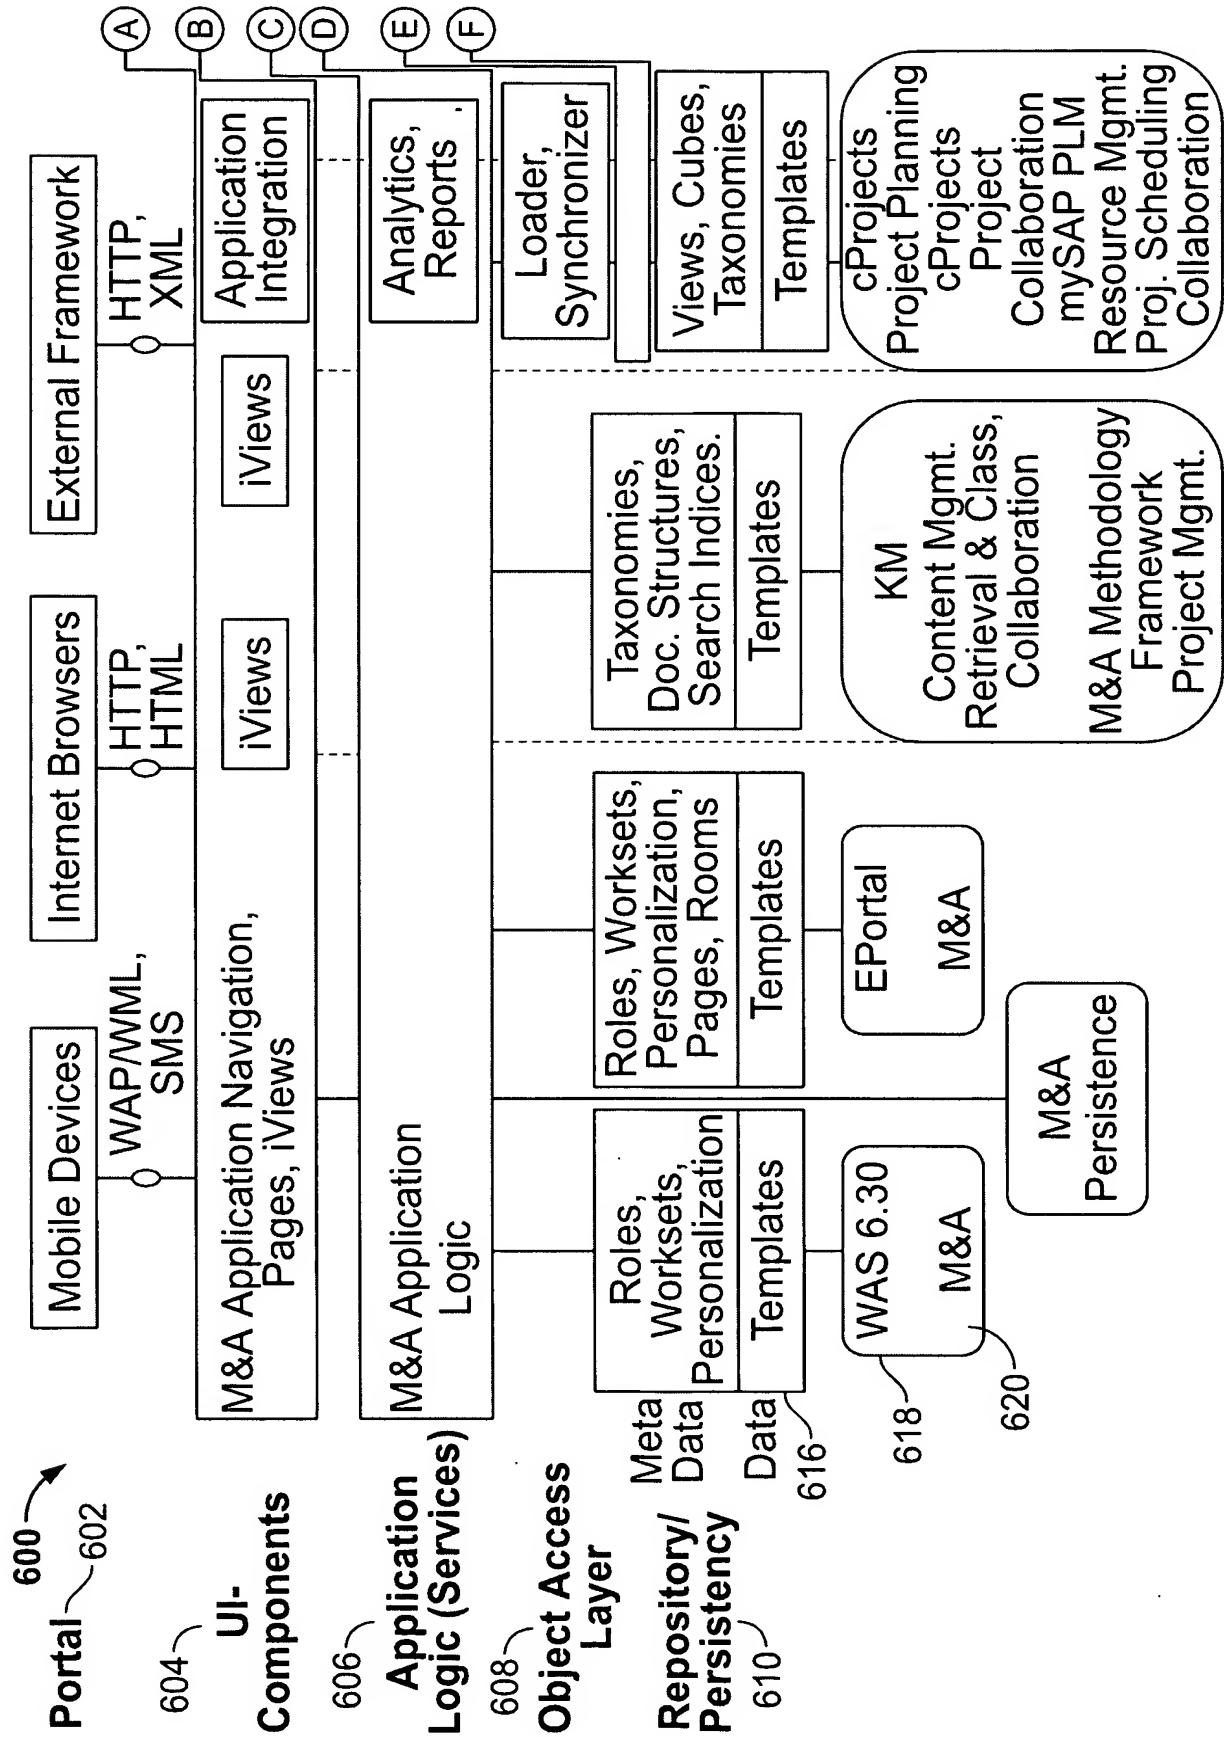 600
Portal 602
Mobile Devices
Internet Browsers
External Framework
WAP/WML,
SMS
HTTP,
HTML
HTTP,
XML
A
B
C
D
E
F
604
UI-
Components
M&A Application Navigation,
Pages, iViews
iViews
iViews
Application
Integration
606
Application
Logic (Services)
M&A Application
Logic
Analytics,
Reports
608
Object Access
Layer
Loader,
Synchronizer
Repository/
Persistency
610
Meta
Data
Data
616
Roles,
Worksets,
Personalization
Templates
Roles, Worksets,
Personalization,
Pages, Rooms
Templates
Taxonomies,
Doc. Structures,
Search Indices.
Templates
Views, Cubes,
Taxonomies
Templates
618
WAS 6.30
M&A
620
EPortal
M&A
M&A
Persistence
KM
Content Mgmt.
Retrieval & Class,
Collaboration
M&A Methodology
Framework
Project Mgmt.
cProjects
Project Planning
cProjects
Project
Collaboration
mySAP PLM
Resource Mgmt.
Proj. Scheduling
Collaboration